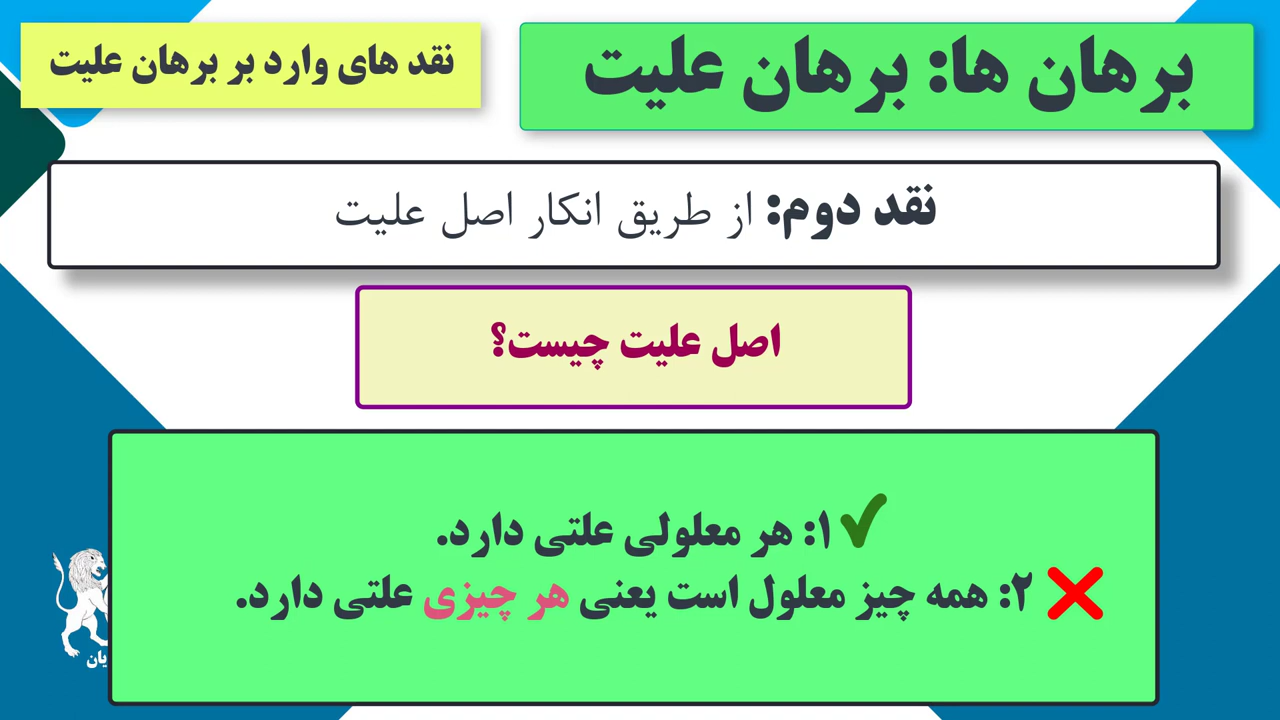 برهان ها: برهان علیت
نقد های وارد بر برهان علیت
نقد دوم: از طریق انکار اصل علیت
اصل علیت چیست؟
۱: هر معلولی علتی دارد.
۲: همه چیز معلول است یعنی هر چیزی علتی دارد.